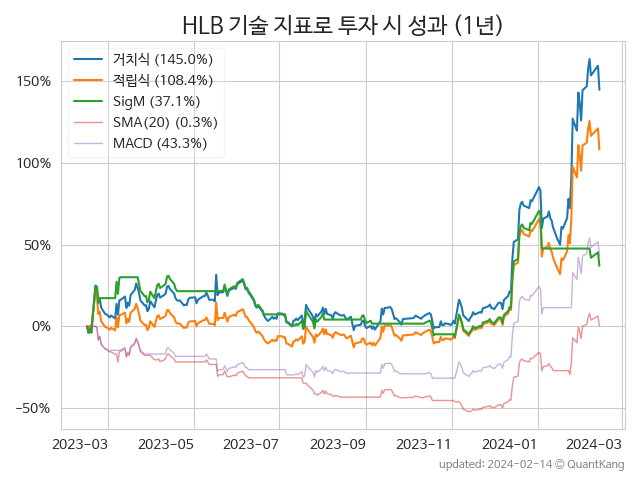 HLB 기술 지표로 투자 시 성과 (1년)
거치식 (145.0%)
적립식 (108.4%)
SigM (37.1%)
SMA(20) (0.3%)
MACD (43.3%)
150%
100%
50%
0%
−50%
2023-03 2023-05 2023-07 2023-09 2023-11 2024-01 2024-03
updated: 2024-02-14 @ QuantKang